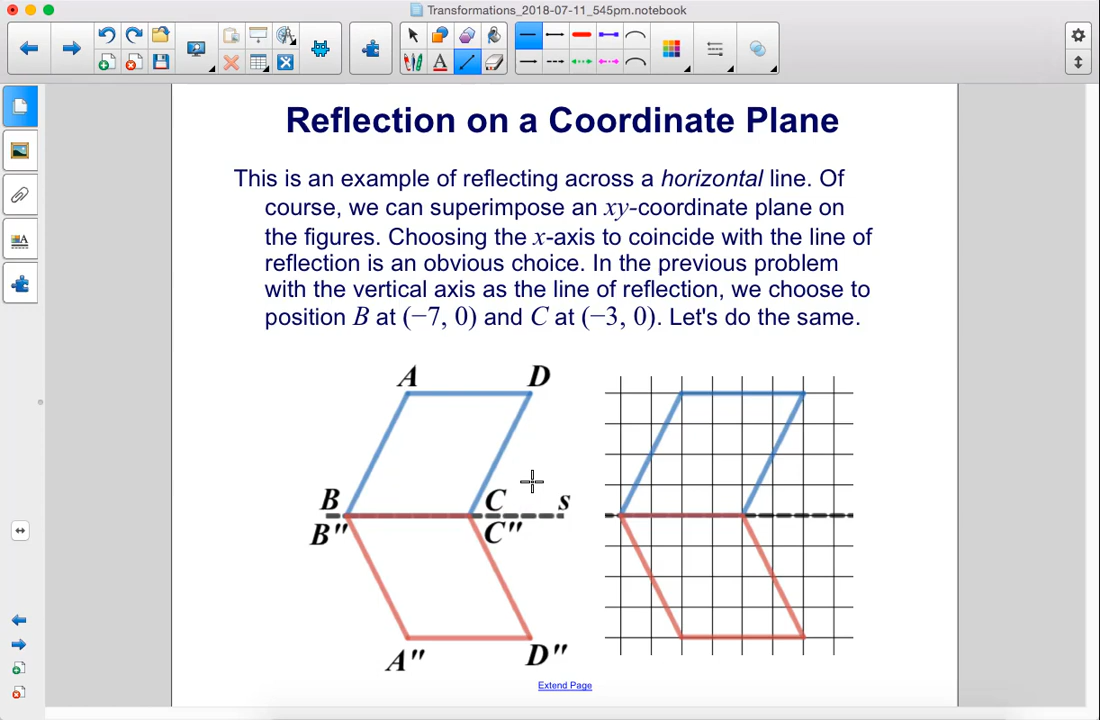 Transformations_2018-07-11_545pm.notebook
A
A
Reflection on a Coordinate Plane
This is an example of reflecting across a horizontal line. Of
course, we can superimpose an xy-coordinate plane on
the figures. Choosing the x-axis to coincide with the line of
reflection is an obvious choice. In the previous problem
with the vertical axis as the line of reflection, we choose to
position B at (−7, 0) and C at (−3, 0). Let's do the same.
A D
B C s
B" C"
A" D"
Extend Page